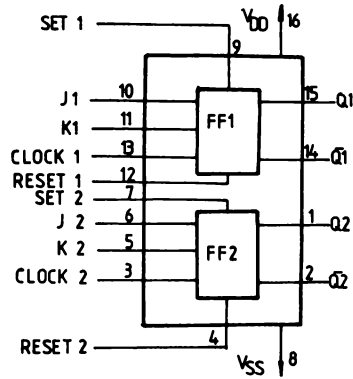 SET 1
VDD 16
9
J1 10
15 Q1
K1 11
FF1
CLOCK 1 13
14 Q̅1
RESET 1 12
SET 2 7
J 2 6
1 Q2
K 2 5
FF2
CLOCK 2 3
2 Q̅2
RESET 2 4
VSS 8